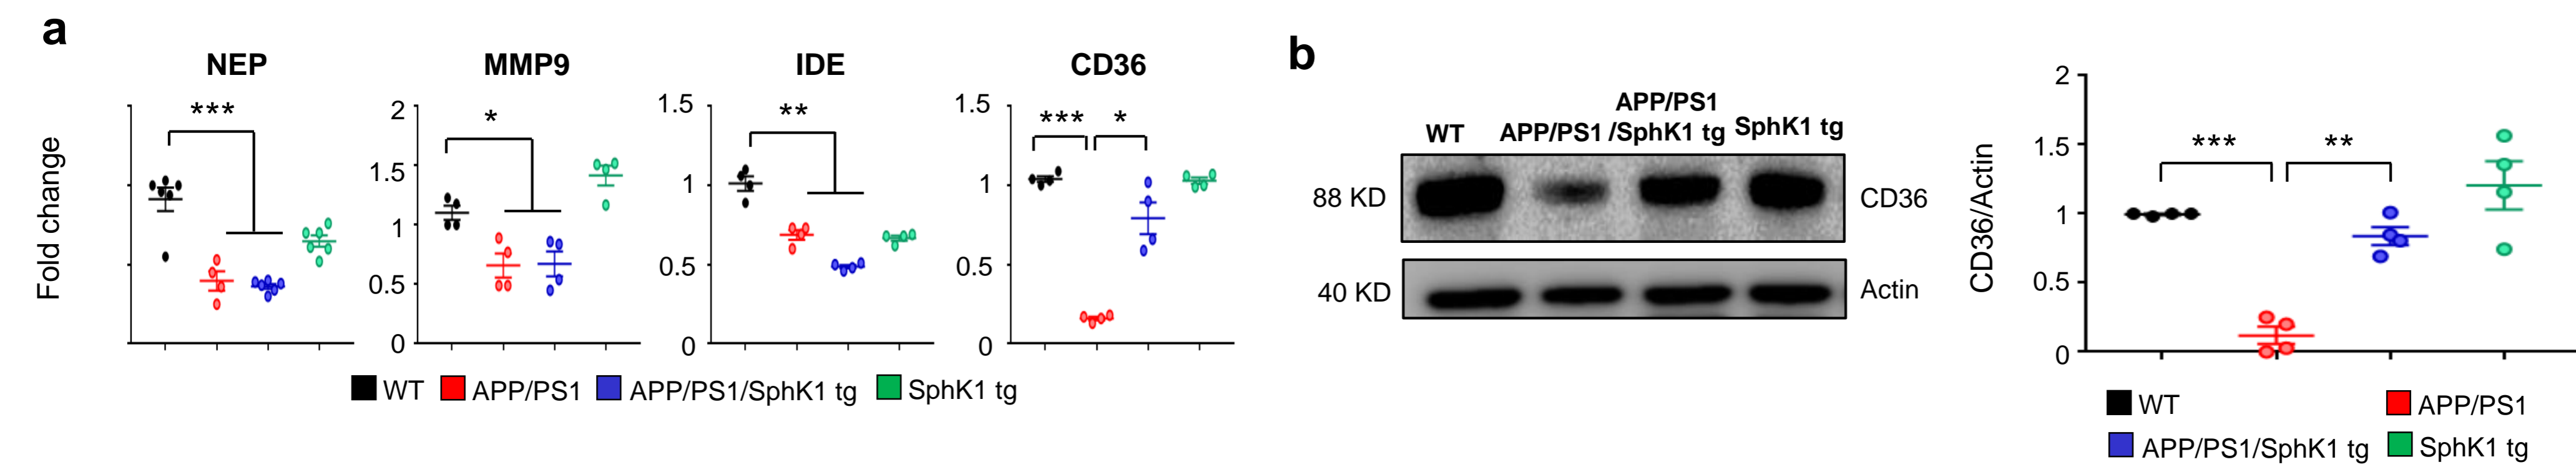 a
NEP
MMP9
IDE
CD36
Fold change
***
2
1.5
1
0.5
0
*
1.5
1
0.5
0
**
1.5
1
0.5
0
***
*
WT
APP/PS1
APP/PS1/SphK1 tg
SphK1 tg
b
WT
APP/PS1
APP/PS1
/SphK1 tg
SphK1 tg
88 KD
CD36
40 KD
Actin
CD36/Actin
2
1.5
1
0.5
0
***
**
WT
APP/PS1
APP/PS1/SphK1 tg
SphK1 tg